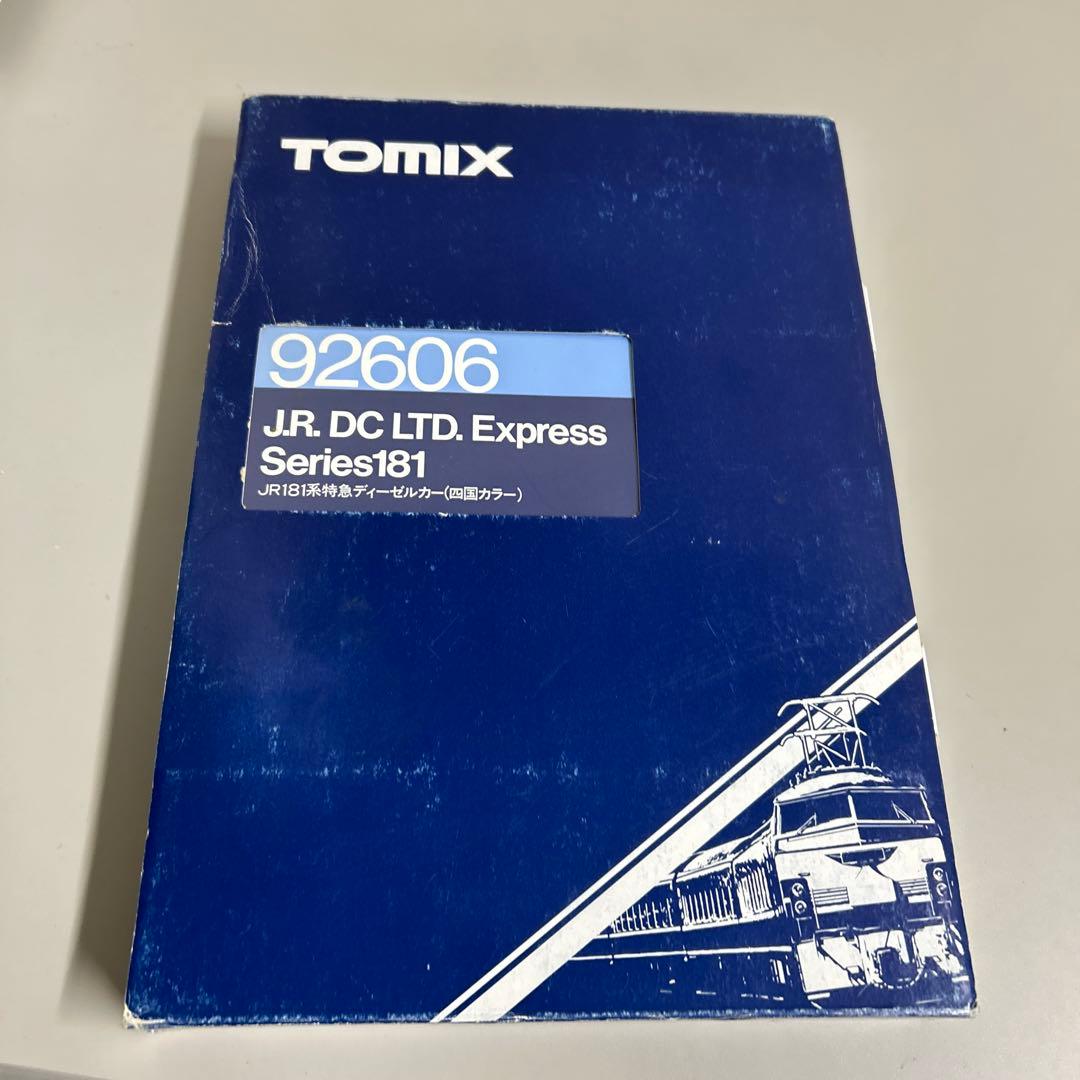 TOMIX
92606
J.R. DC LTD. Express
Series181
JR181系特急ディーゼルカー(四国カラー)